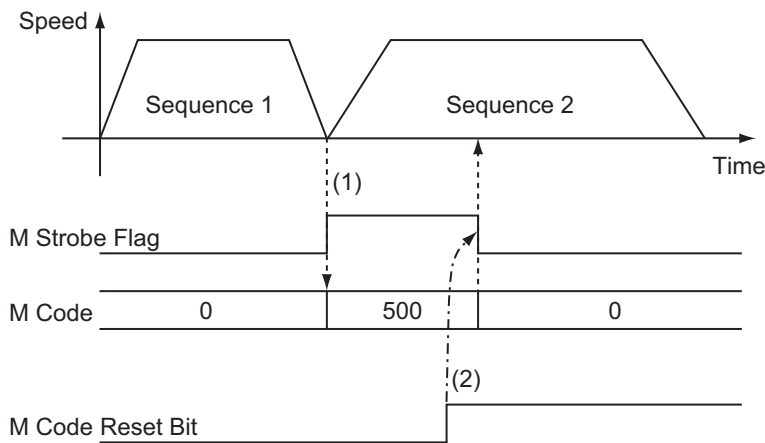 Speed
Sequence 1
Sequence 2
Time
(1)
M Strobe Flag
M Code
0
500
0
(2)
M Code Reset Bit